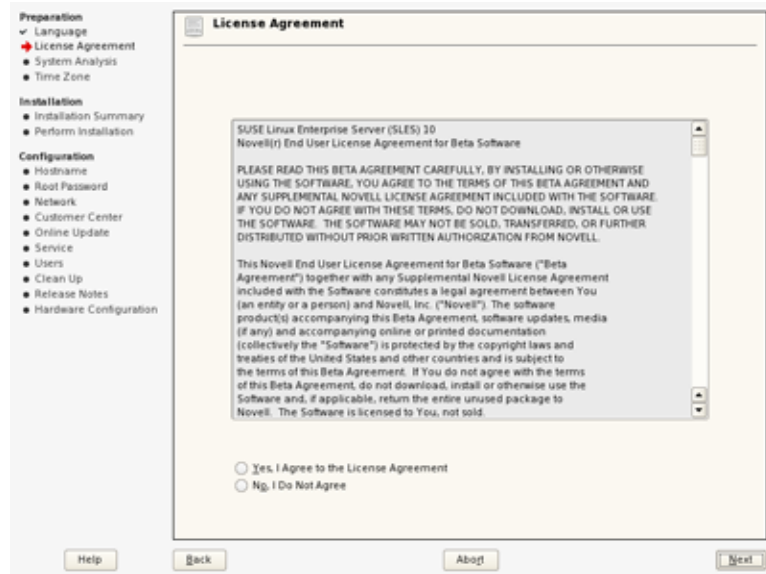 Preparation
Language
License Agreement
System Analysis
Time Zone
Installation
Installation Summary
Perform Installation
Configuration
Hostname
Root Password
Network
Customer Center
Online Update
Service
Users
Clean Up
Release Notes
Hardware Configuration
License Agreement
SUSE Linux Enterprise Server (SLES) 10
Novell(r) End User License Agreement for Beta Software
PLEASE READ THIS BETA AGREEMENT CAREFULLY, BY INSTALLING OR OTHERWISE
USING THE SOFTWARE, YOU AGREE TO THE TERMS OF THIS BETA AGREEMENT AND
ANY SUPPLEMENTAL NOVELL LICENSE AGREEMENT INCLUDED WITH THE SOFTWARE.
IF YOU DO NOT AGREE WITH THESE TERMS, DO NOT DOWNLOAD, INSTALL OR USE
THE SOFTWARE. THE SOFTWARE MAY NOT BE SOLD, TRANSFERRED, OR FURTHER
DISTRIBUTED WITHOUT PRIOR WRITTEN AUTHORIZATION FROM NOVELL.
This Novell End User License Agreement for Beta Software ("Beta
Agreement") together with any Supplemental Novell License Agreement
included with the Software constitutes a legal agreement between You
(an entity or a person) and Novell, Inc. ("Novell"). The software
product(s) accompanying this Beta Agreement, software updates, media
(if any) and accompanying online or printed documentation
(collectively the "Software") is protected by the copyright laws and
treaties of the United States and other countries and is subject to
the terms of this Beta Agreement. If You do not agree with the terms
of this Beta Agreement, do not download, install or otherwise use the
Software and, if applicable, return the entire unused package to
Novell. The Software is licensed to You, not sold.
Yes, I Agree to the License Agreement
No, I Do Not Agree
Help
Back
Abort
Next